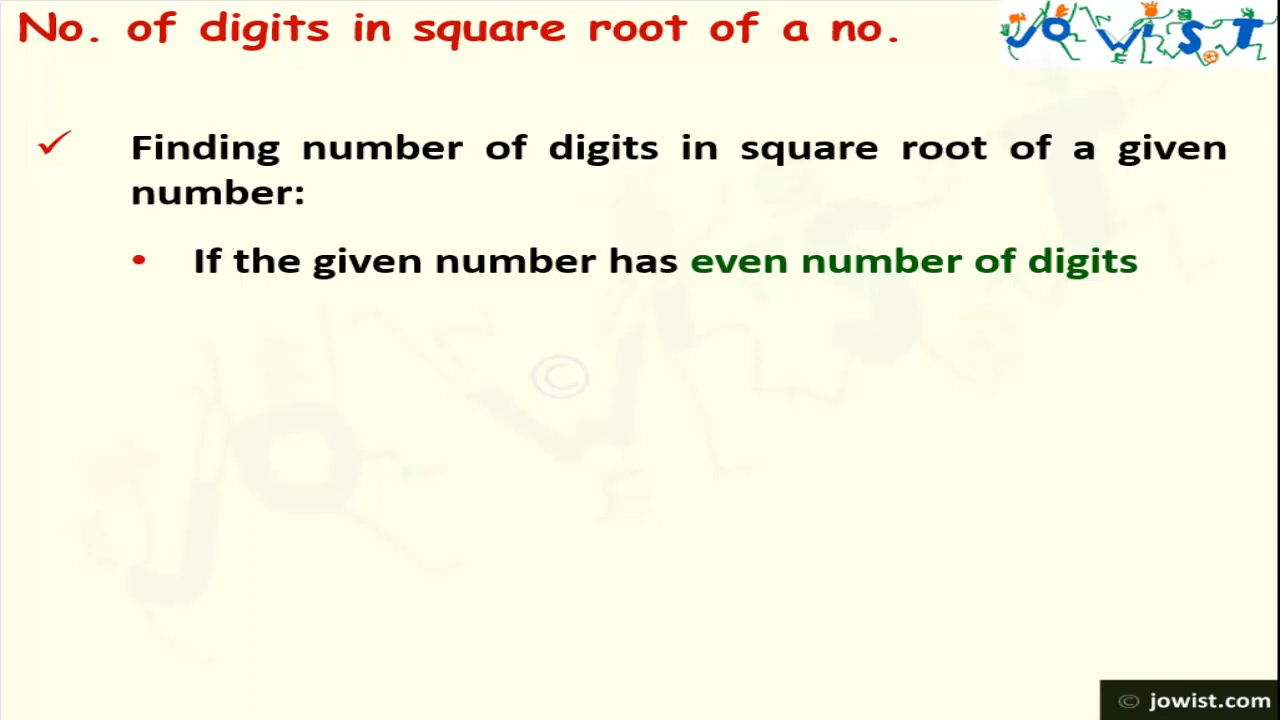 No. of digits in square root of a no.
JOWIST
✓ Finding number of digits in square root of a given
number:
• If the given number has even number of digits
©
© jowist.com